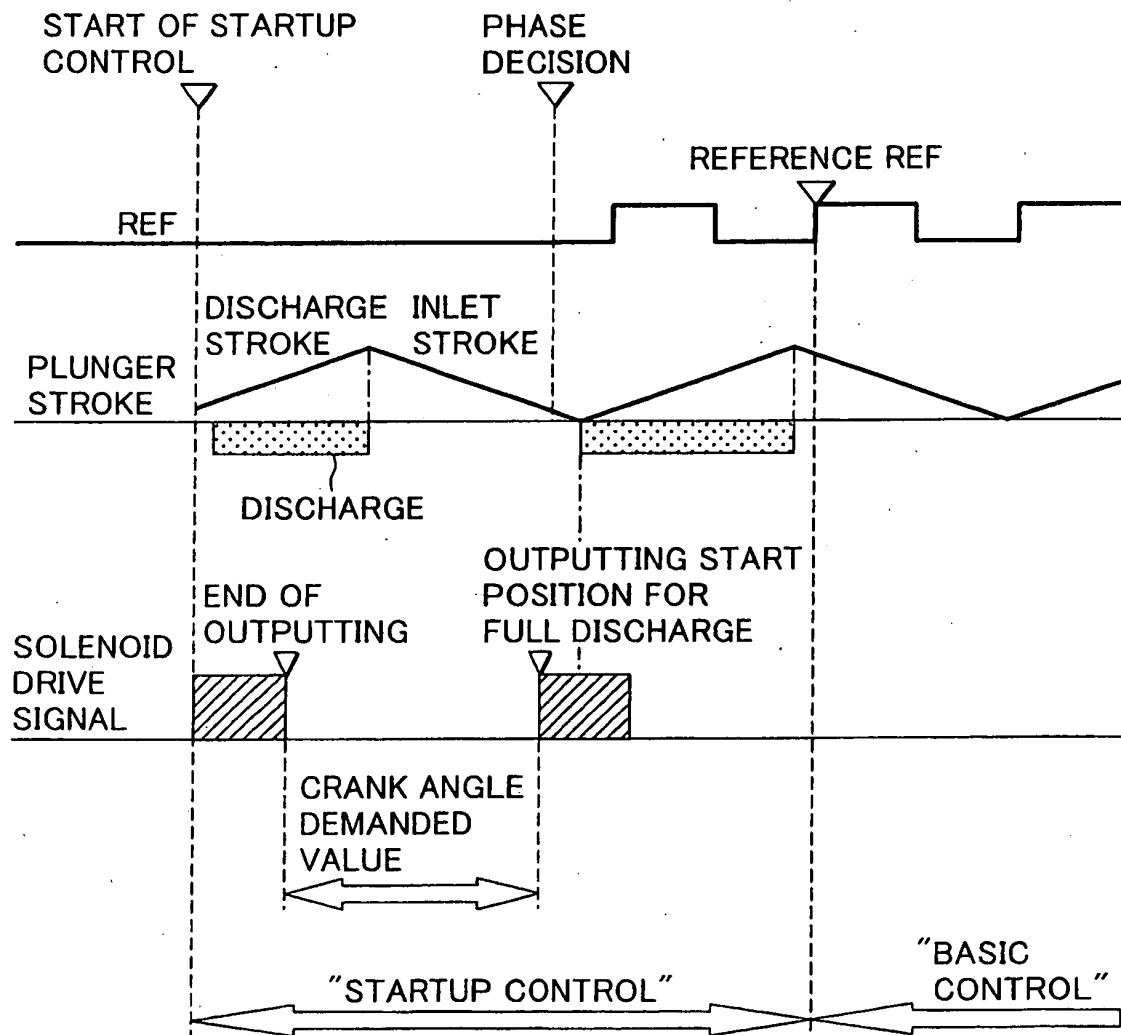 START OF STARTUP
CONTROL
PHASE
DECISION
REFERENCE REF
REF
DISCHARGE
STROKE
INLET
STROKE
PLUNGER
STROKE
DISCHARGE
OUTPUTTING START
POSITION FOR
FULL DISCHARGE
END OF
OUTPUTTING
SOLENOID
DRIVE
SIGNAL
CRANK ANGLE
DEMANDED
VALUE
"STARTUP CONTROL"
"BASIC
CONTROL"